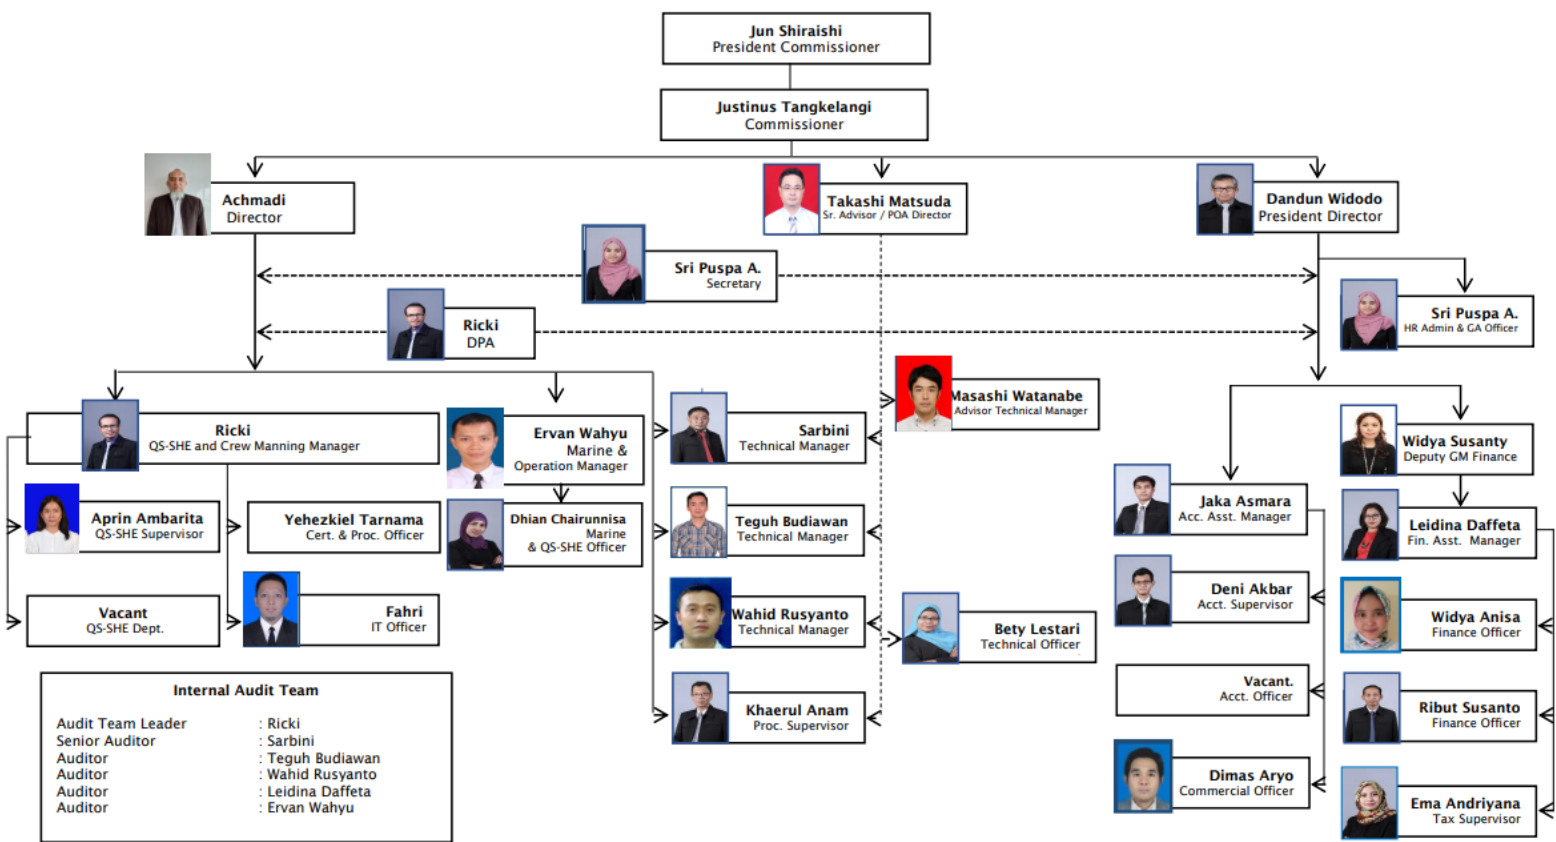 Jun Shiraishi
President Commissioner
Justinus Tangkelangi
Commissioner
Achmadi
Director
Takashi Matsuda
Sr. Advisor / POA Director
Dandun Widodo
President Director
Sri Puspa A.
Secretary
Sri Puspa A.
HR Admin & GA Officer
Ricki
DPA
Ricki
QS-SHE and Crew Manning Manager
Ervan Wahyu
Marine &
Operation Manager
Sarbini
Technical Manager
Masashi Watanabe
Advisor Technical Manager
Widya Susanty
Deputy GM Finance
Aprin Ambarita
QS-SHE Supervisor
Yehezkiel Tarnama
Cert. & Proc. Officer
Dhian Chairunnisa
Marine
& QS-SHE Officer
Teguh Budiawan
Technical Manager
Jaka Asmara
Acc. Asst. Manager
Leidina Daffeta
Fin. Asst. Manager
Vacant
QS-SHE Dept.
Fahri
IT Officer
Wahid Rusyanto
Technical Manager
Bety Lestari
Technical Officer
Deni Akbar
Acct. Supervisor
Widya Anisa
Finance Officer
Khaerul Anam
Proc. Supervisor
Vacant.
Acct. Officer
Ribut Susanto
Finance Officer
Dimas Aryo
Commercial Officer
Ema Andriyana
Tax Supervisor
Internal Audit Team
Audit Team Leader : Ricki
Senior Auditor : Sarbini
Auditor : Teguh Budiawan
Auditor : Wahid Rusyanto
Auditor : Leidina Daffeta
Auditor : Ervan Wahyu